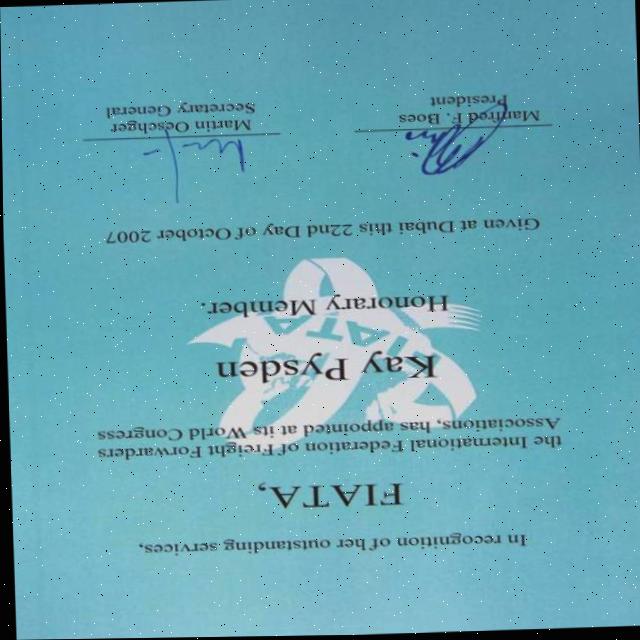 In recognition of her outstanding services,
FIATA,
the International Federation of Freight Forwarders
Associations, has appointed at its World Congress
Kay Pysden
Honorary Member.
FIATA
Given at Dubai this 22nd Day of October 2007
Manfred F. Boes
President
Martin Oeschger
Secretary General